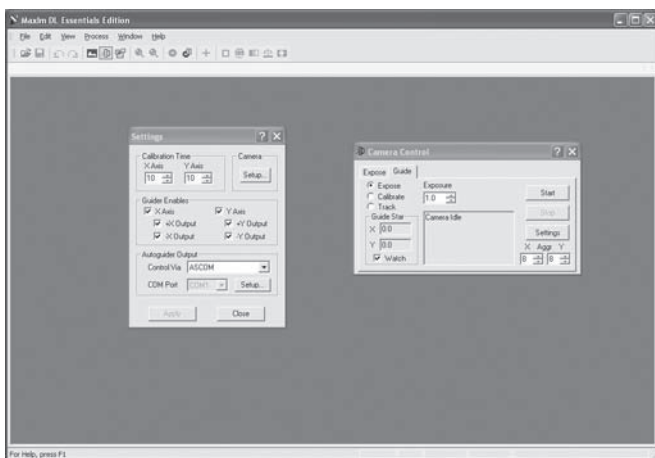 MaxIm DL Essentials Edition
File Edit View Process Window Help
Settings
Calibration Time
X Axis Y Axis
10 10
Camera
Setup...
Guider Enables
X Axis Y Axis
+X Output +Y Output
-X Output -Y Output
Autoguider Output
Control Via ASCOM
COM Port COM1 Setup...
Apply Close
Camera Control
Expose Guide
Expose
Calibrate
Track
Exposure
1.0
Guide Star
X 0.0
Y 0.0
Watch
Camera Idle
Start
Stop
Settings
X Aggr Y
8 8
For Help, press F1